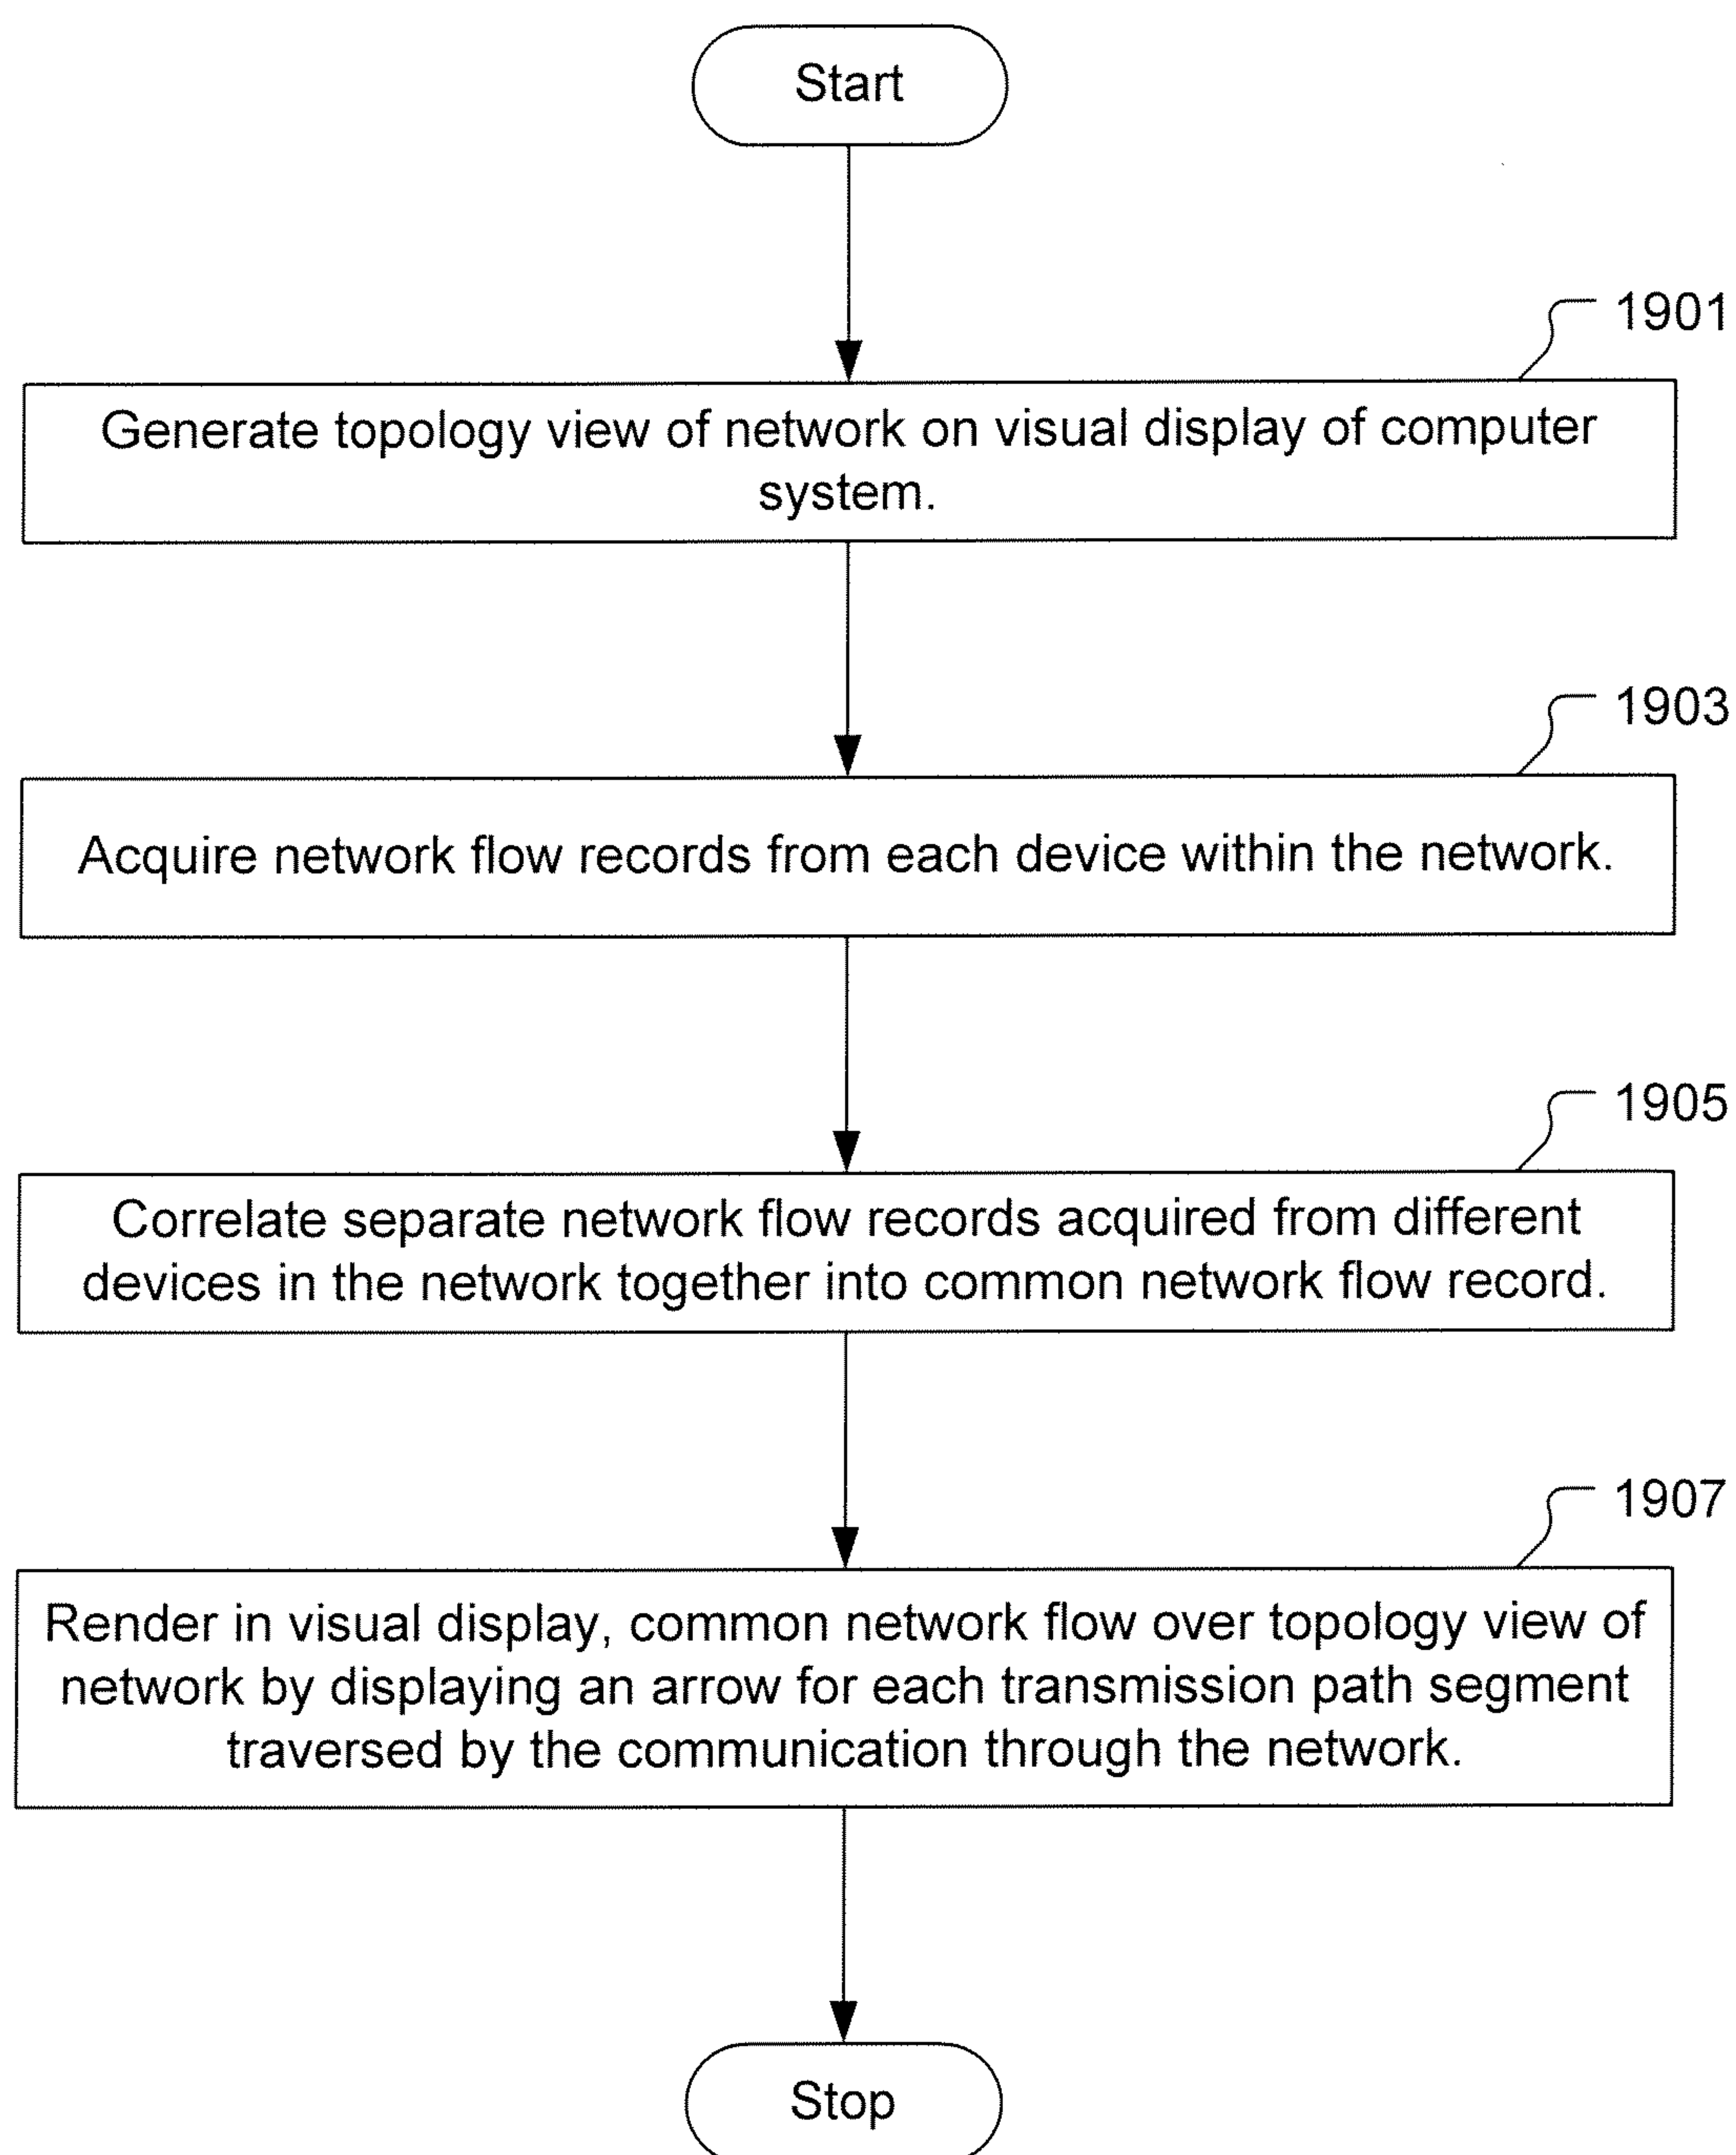 Start
1901
Generate topology view of network on visual display of computer
system.
1903
Acquire network flow records from each device within the network.
1905
Correlate separate network flow records acquired from different
devices in the network together into common network flow record.
1907
Render in visual display, common network flow over topology view of
network by displaying an arrow for each transmission path segment
traversed by the communication through the network.
Stop